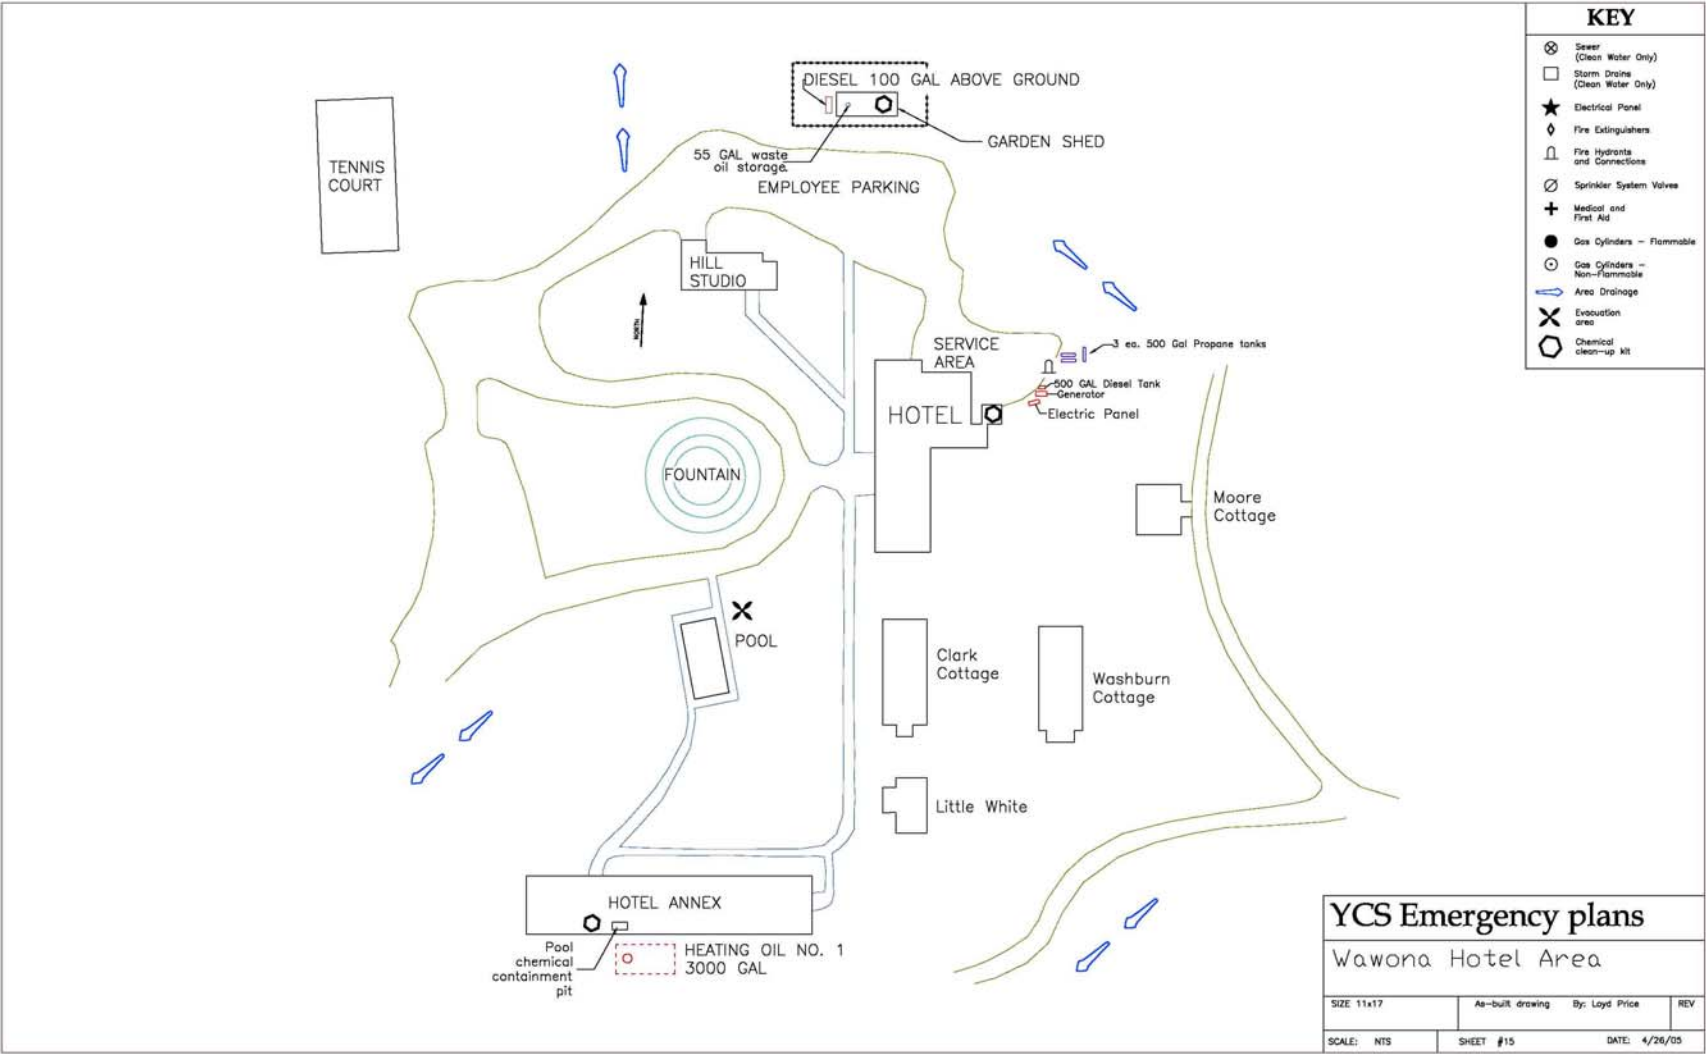 KEY
Sewer
(Clean Water Only)
Storm Drains
(Clean Water Only)
Electrical Panel
Fire Extinguishers
Fire Hydrants
and Connections
Sprinkler System Valves
Medical and
First Aid
Gas Cylinders - Flammable
Gas Cylinders -
Non-Flammable
Area Drainage
Evacuation
area
Chemical
clean-up kit
DIESEL 100 GAL ABOVE GROUND
GARDEN SHED
55 GAL waste
oil storage.
EMPLOYEE PARKING
TENNIS
COURT
HILL
STUDIO
NORTH
SERVICE
AREA
3 ea. 500 Gal Propane tanks
500 GAL Diesel Tank
Generator
Electric Panel
HOTEL
FOUNTAIN
Moore
Cottage
POOL
Clark
Cottage
Washburn
Cottage
Little White
HOTEL ANNEX
Pool
chemical
containment
pit
HEATING OIL NO. 1
3000 GAL
YCS Emergency plans
Wawona Hotel Area
SIZE 11x17
As-built drawing By: Loyd Price
REV
SCALE: NTS
SHEET #15
DATE: 4/26/05